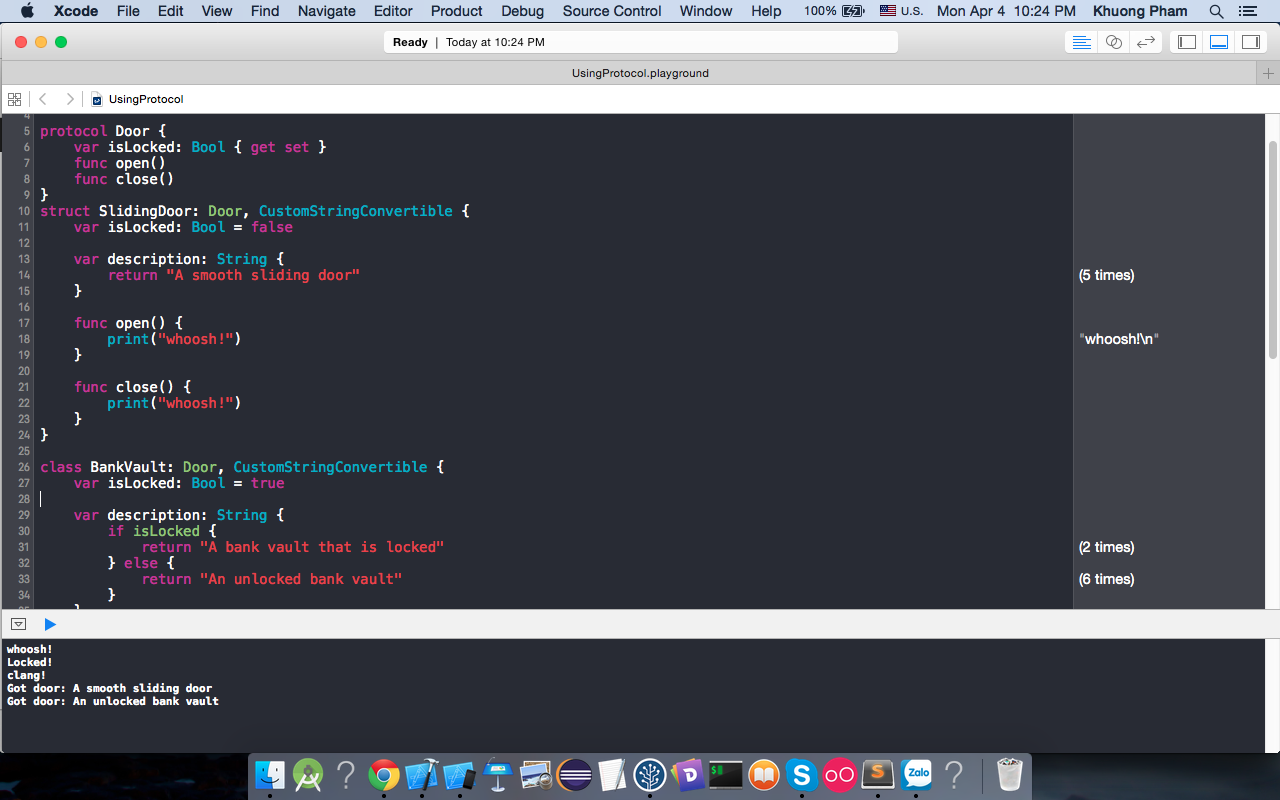 Xcode File Edit View Find Navigate Editor Product Debug Source Control Window Help 100% U.S. Mon Apr 4 10:24 PM Khuong Pham
Ready | Today at 10:24 PM
UsingProtocol.playground
UsingProtocol
4
5 protocol Door {
6 var isLocked: Bool { get set }
7 func open()
8 func close()
9 }
10 struct SlidingDoor: Door, CustomStringConvertible {
11 var isLocked: Bool = false
12
13 var description: String {
14 return "A smooth sliding door" (5 times)
15 }
16
17 func open() {
18 print("whoosh!") "whoosh!\n"
19 }
20
21 func close() {
22 print("whoosh!")
23 }
24 }
25
26 class BankVault: Door, CustomStringConvertible {
27 var isLocked: Bool = true
28
29 var description: String {
30 if isLocked {
31 return "A bank vault that is locked" (2 times)
32 } else {
33 return "An unlocked bank vault" (6 times)
34 }
35 }
whoosh!
Locked!
clang!
Got door: A smooth sliding door
Got door: An unlocked bank vault
? D $ S S Zalo ?